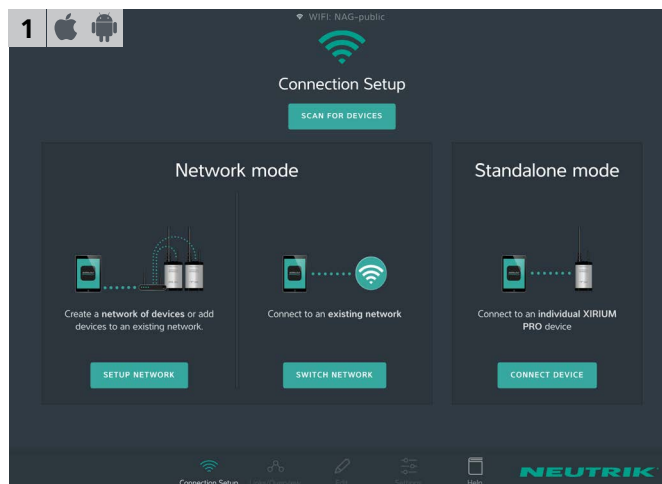 1
WIFI: NAG-public
Connection Setup
SCAN FOR DEVICES
Network mode
Standalone mode
Create a network of devices or add
devices to an existing network.
Connect to an existing network
Connect to an individual XIRIUM
PRO device
SETUP NETWORK
SWITCH NETWORK
CONNECT DEVICE
Connection Setup
Edit
Settings
Help
NEUTRIK